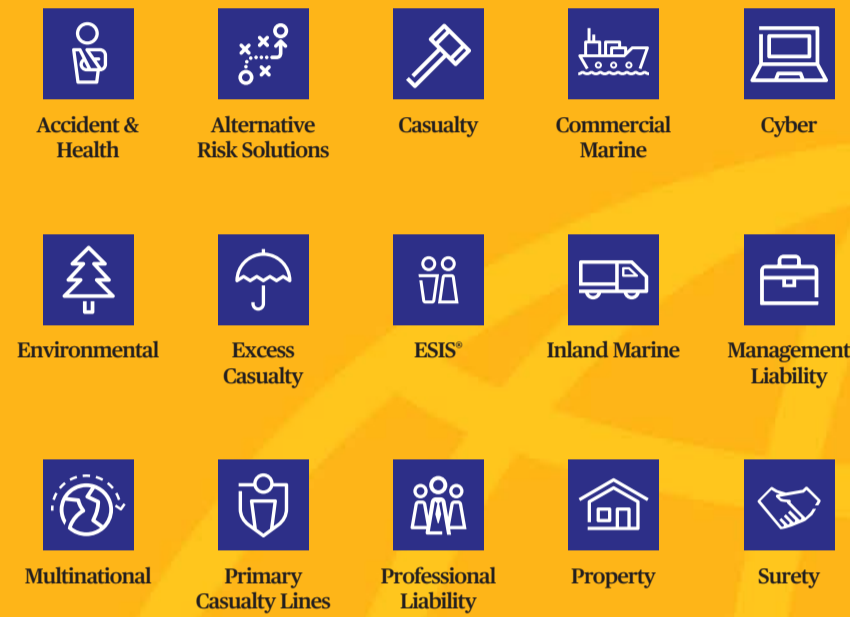 Accident &
Health
Alternative
Risk Solutions
Casualty
Commercial
Marine
Cyber
Environmental
Excess
Casualty
ESIS®
Inland Marine
Management
Liability
Multinational
Primary
Casualty Lines
Professional
Liability
Property
Surety